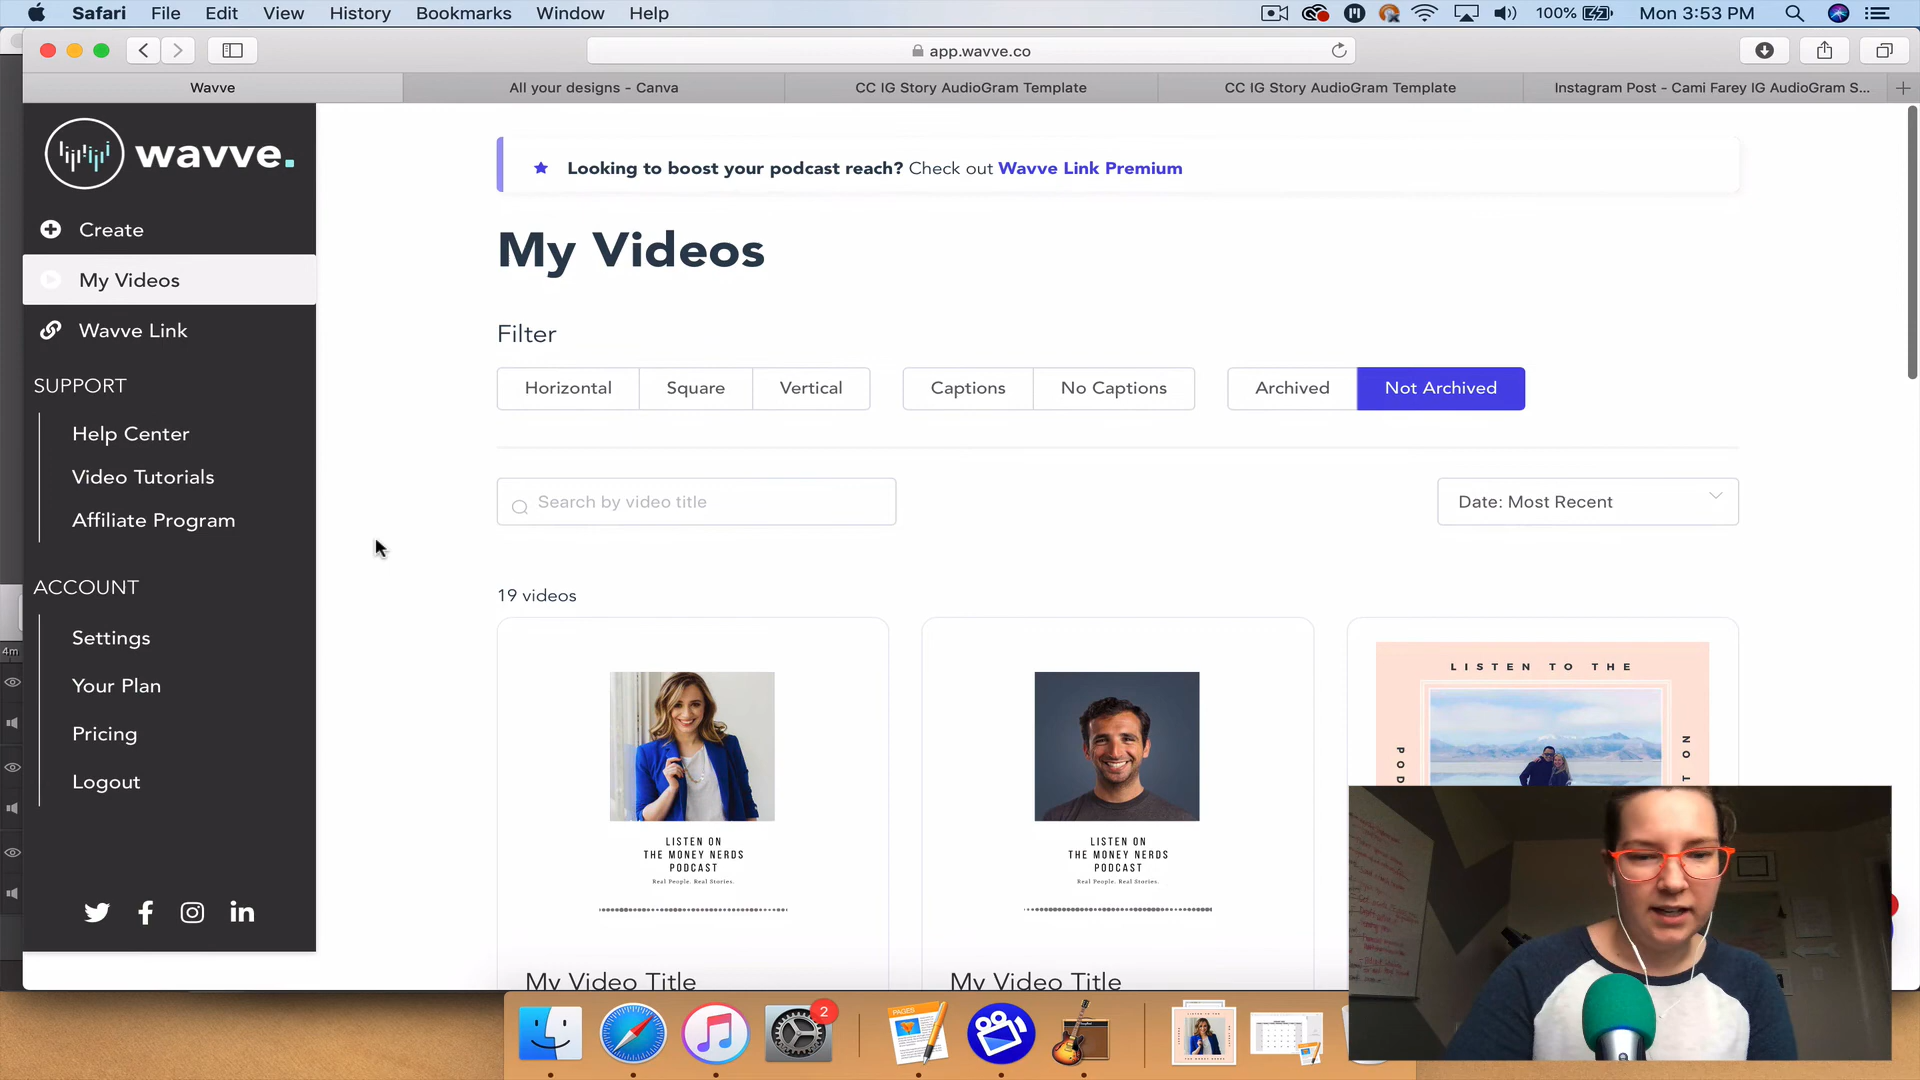 Safari File Edit View History Bookmarks Window Help
100% Mon 3:53 PM
app.wavve.co
Wavve
All your designs - Canva
CC IG Story AudioGram Template
CC IG Story AudioGram Template
Instagram Post - Cami Farey IG AudioGram S...
wavve.
Create
My Videos
Wavve Link
SUPPORT
Help Center
Video Tutorials
Affiliate Program
ACCOUNT
Settings
Your Plan
Pricing
Logout
Looking to boost your podcast reach? Check out Wavve Link Premium
My Videos
Filter
Horizontal Square Vertical
Captions No Captions
Archived Not Archived
Search by video title
Date: Most Recent
19 videos
LISTEN ON
THE MONEY NERDS
PODCAST
Real People. Real Stories.
My Video Title
LISTEN ON
THE MONEY NERDS
PODCAST
Real People. Real Stories.
My Video Title
LISTEN TO THE
4m
2
PAGES